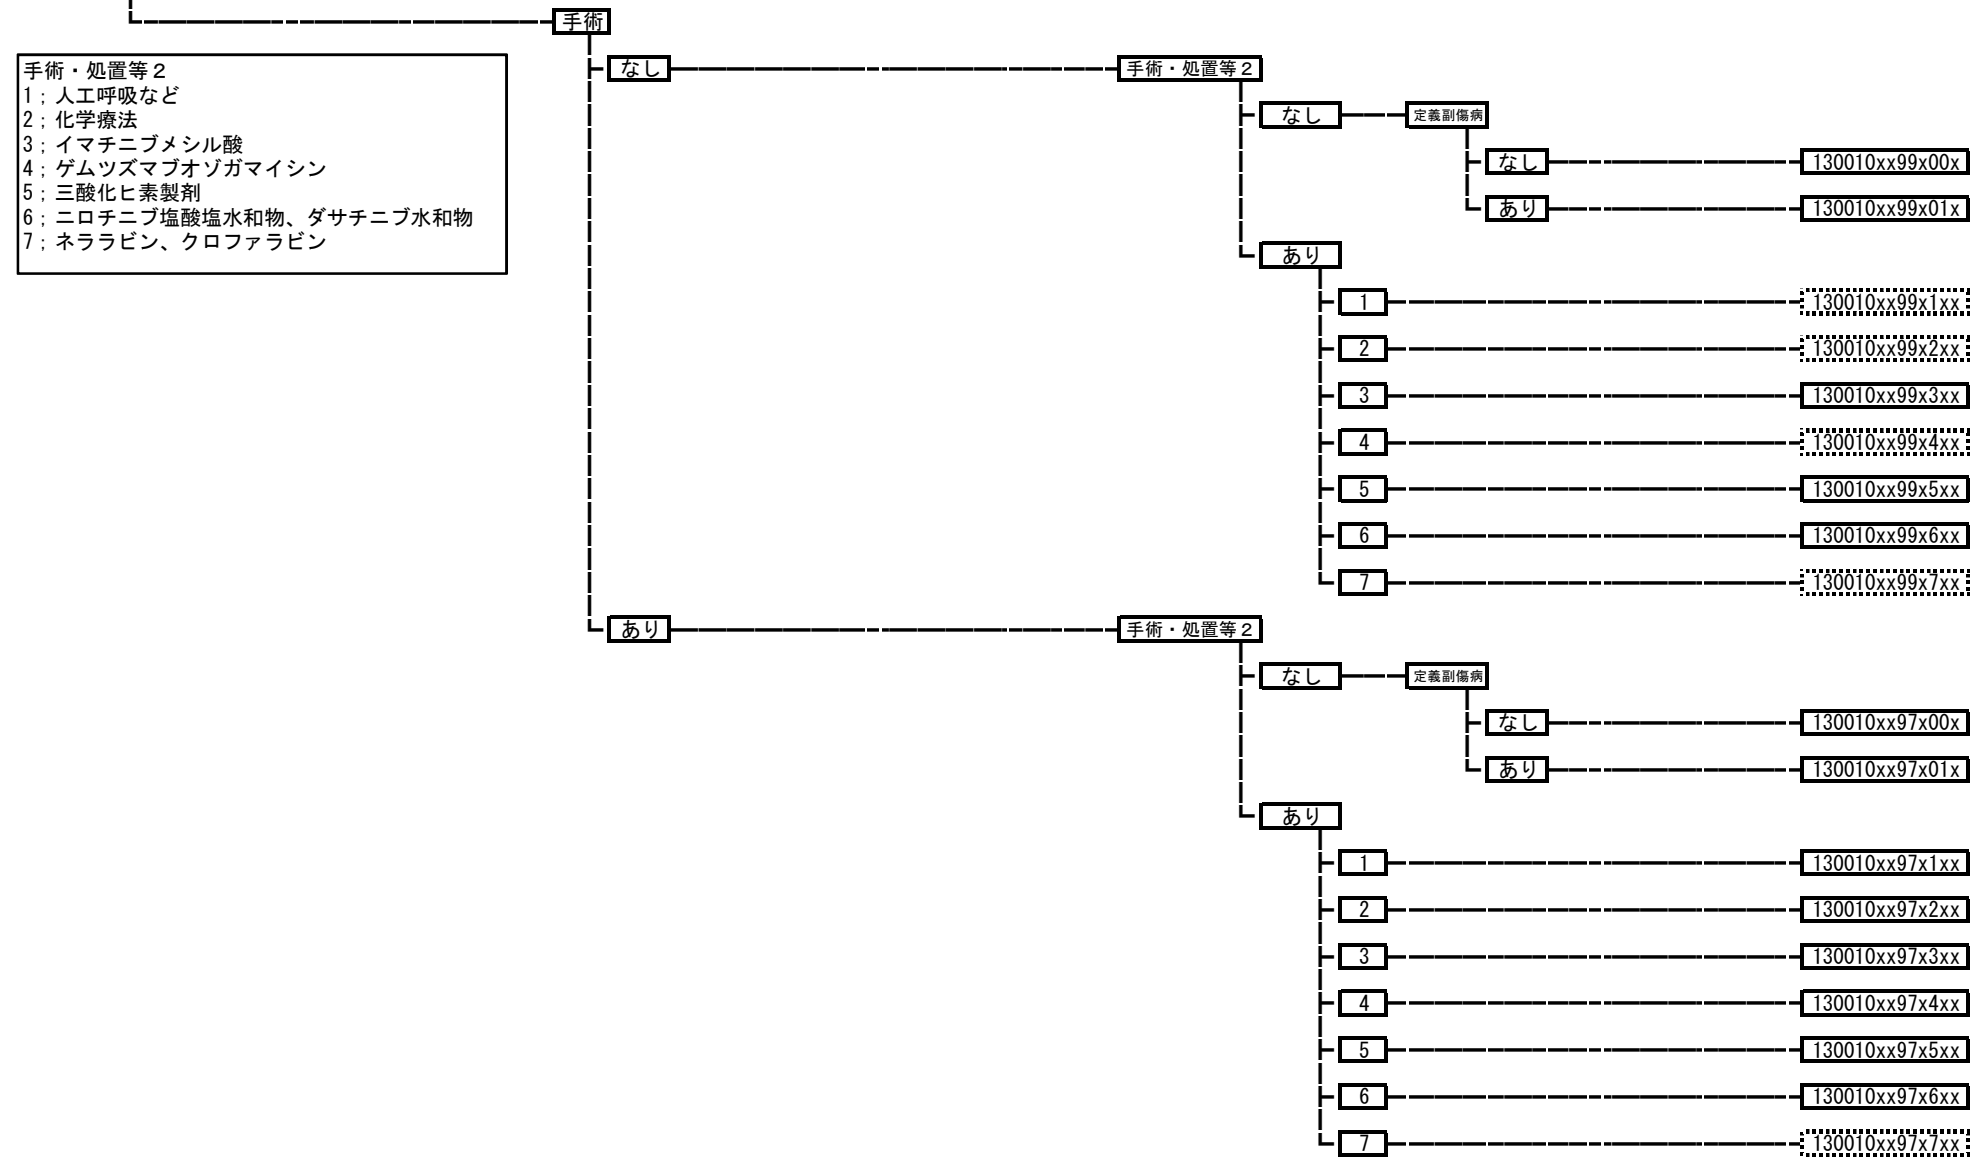 手術
手術・処置等２
1；人工呼吸など
2；化学療法
3；イマチニブメシル酸
4；ゲムツズマブオゾガマイシン
5；三酸化ヒ素製剤
6；ニロチニブ塩酸塩水和物、ダサチニブ水和物
7；ネララビン、クロファラビン
なし 手術・処置等２
なし 定義副傷病
なし 130010xx99x00x
あり 130010xx99x01x
あり
1 130010xx99x1xx
2 130010xx99x2xx
3 130010xx99x3xx
4 130010xx99x4xx
5 130010xx99x5xx
6 130010xx99x6xx
7 130010xx99x7xx
あり 手術・処置等２
なし 定義副傷病
なし 130010xx97x00x
あり 130010xx97x01x
あり
1 130010xx97x1xx
2 130010xx97x2xx
3 130010xx97x3xx
4 130010xx97x4xx
5 130010xx97x5xx
6 130010xx97x6xx
7 130010xx97x7xx